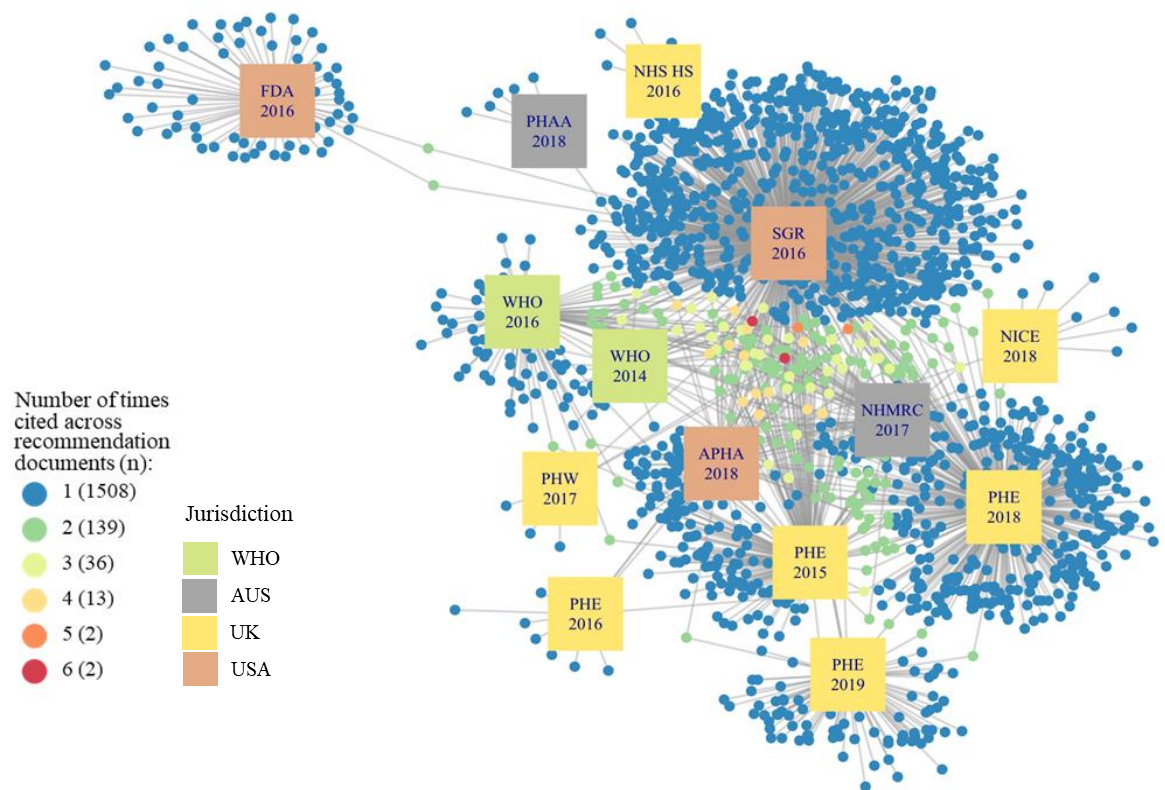 FDA
2016
NHS HS
2016
PHAA
2018
SGR
2016
WHO
2016
WHO
2014
NICE
2018
NHMRC
2017
APHA
2018
PHW
2017
PHE
2018
PHE
2015
PHE
2016
PHE
2019
Number of times
cited across
recommendation
documents (n):
1 (1508)
2 (139)
3 (36)
4 (13)
5 (2)
6 (2)
Jurisdiction
WHO
AUS
UK
USA